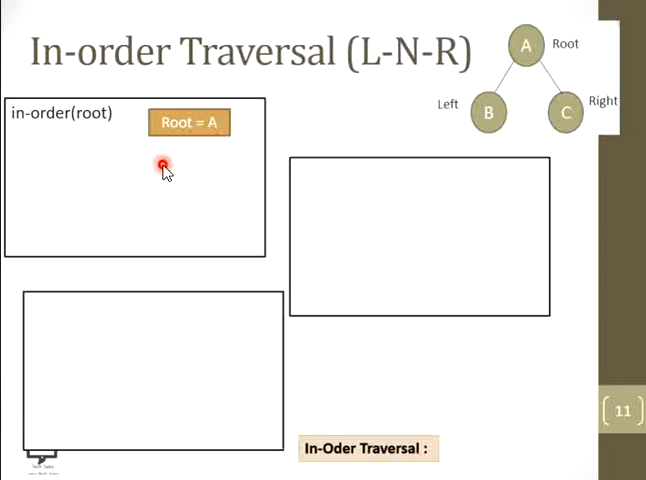 In-order Traversal (L-N-R)
A
Root
Left
B
C
Right
in-order(root)
Root = A
[ 11 ]
In-Oder Traversal :